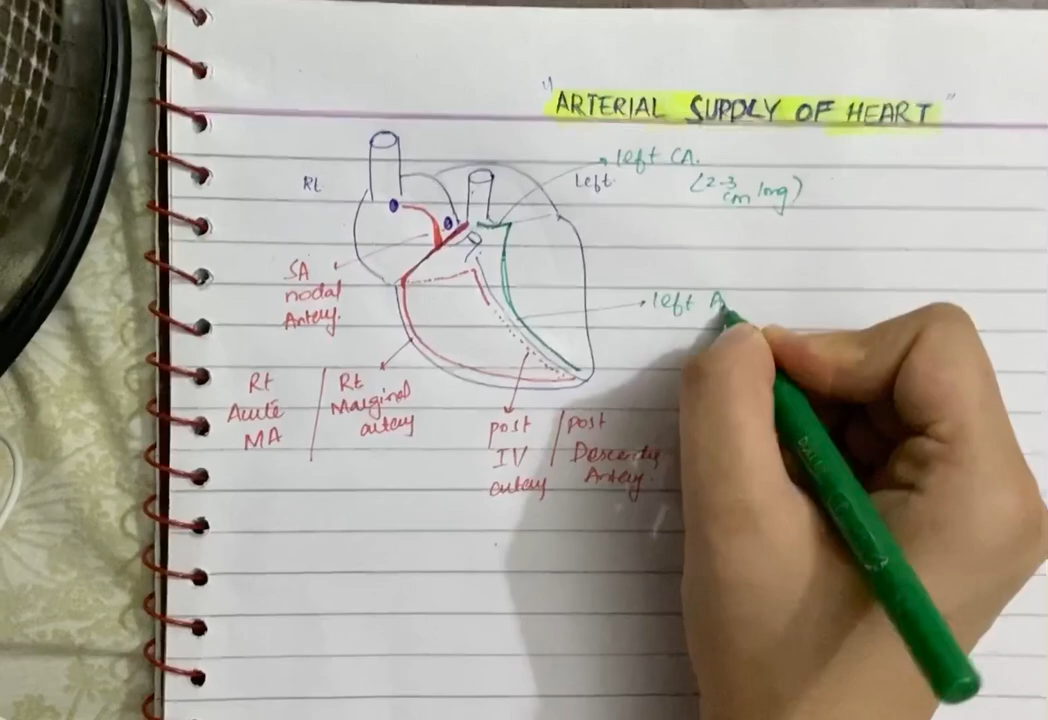 "ARTERIAL SUPPLY OF HEART"
left CA.
(2-3
cm long)
Rt
Left.
SA
nodal
Artery.
left A
Rt
Acute
MA
Rt
Marginal
artery
post
IV
artery
post
Artery.